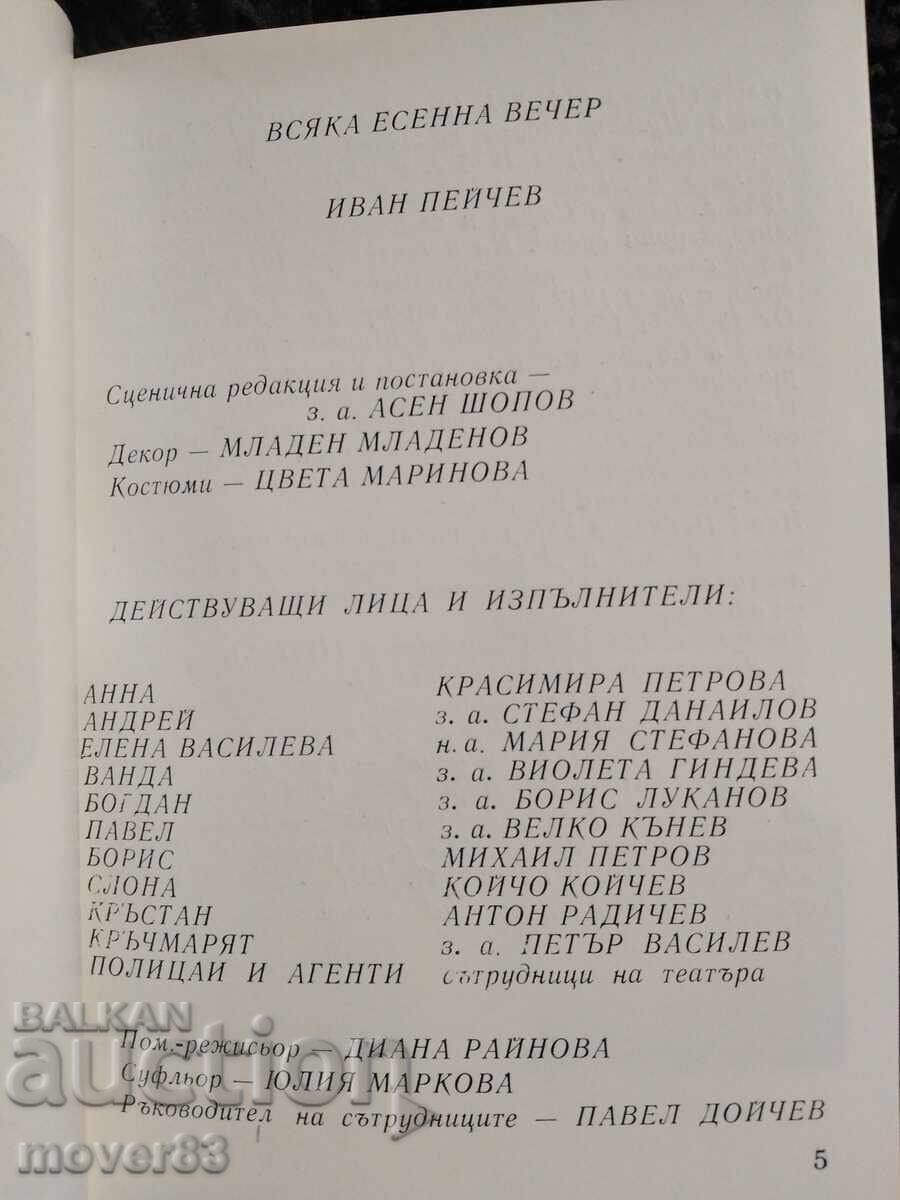 ВСЯКА ЕСЕННА ВЕЧЕР
ИВАН ПЕЙЧЕВ
Сценична редакция и постановка —
з. а. АСЕН ШОПОВ
Декор — МЛАДЕН МЛАДЕНОВ
Костюми — ЦВЕТА МАРИНОВА
ДЕЙСТВУВАЩИ ЛИЦА И ИЗПЪЛНИТЕЛИ:
АННА КРАСИМИРА ПЕТРОВА
АНДРЕЙ з. а. СТЕФАН ДАНАИЛОВ
ЕЛЕНА ВАСИЛЕВА н. а. МАРИЯ СТЕФАНОВА
ВАНДА з. а. ВИОЛЕТА ГИНДЕВА
БОГДАН з. а. БОРИС ЛУКАНОВ
ПАВЕЛ з. а. ВЕЛКО КЪНЕВ
БОРИС МИХАИЛ ПЕТРОВ
СЛОНА КОЙЧО КОЙЧЕВ
КРЪСТАН АНТОН РАДИЧЕВ
КРЪЧМАРЯТ з. а. ПЕТЪР ВАСИЛЕВ
ПОЛИЦАИ И АГЕНТИ сътрудници на театъра
Пом.-режисьор — ДИАНА РАЙНОВА
Суфльор — ЮЛИЯ МАРКОВА
Ръководител на сътрудниците — ПАВЕЛ ДОЙЧЕВ
5
BALKAN
auction
mover83